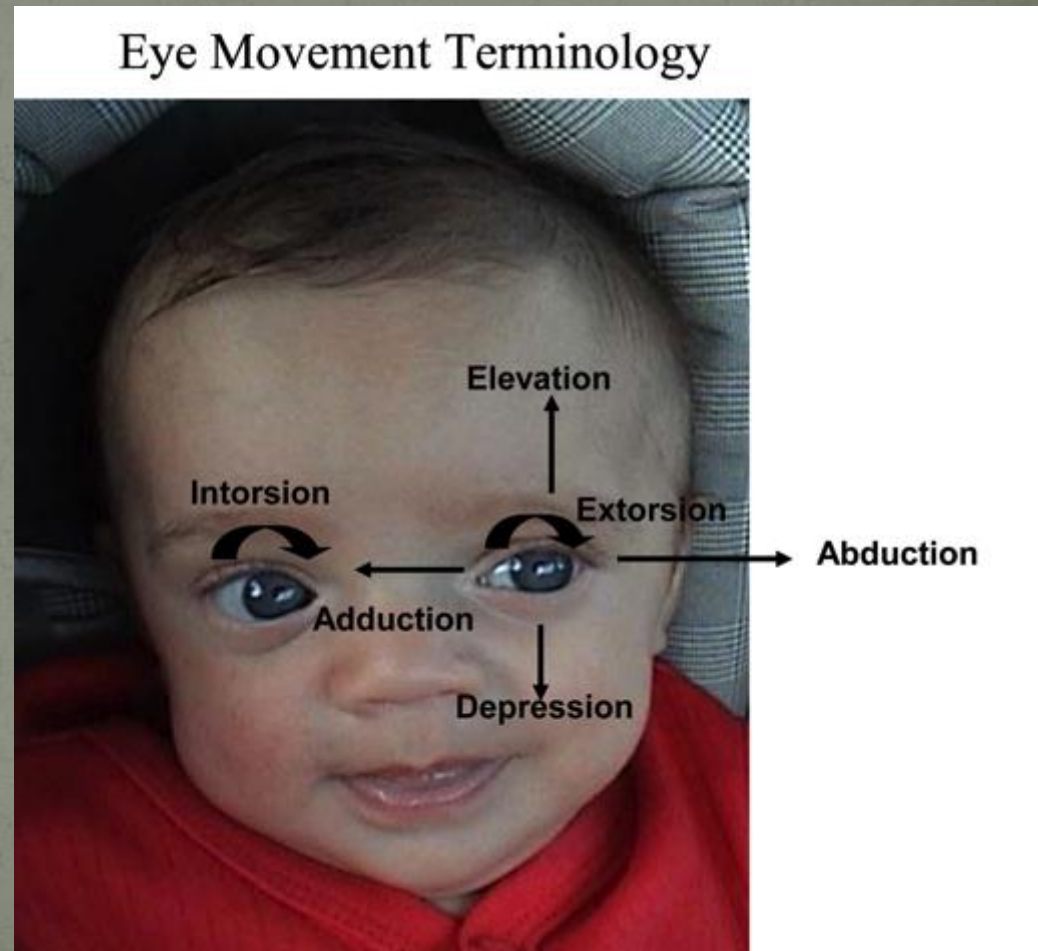 Eye Movement Terminology
Elevation
Intorsion
Extorsion
Abduction
Adduction
Depression